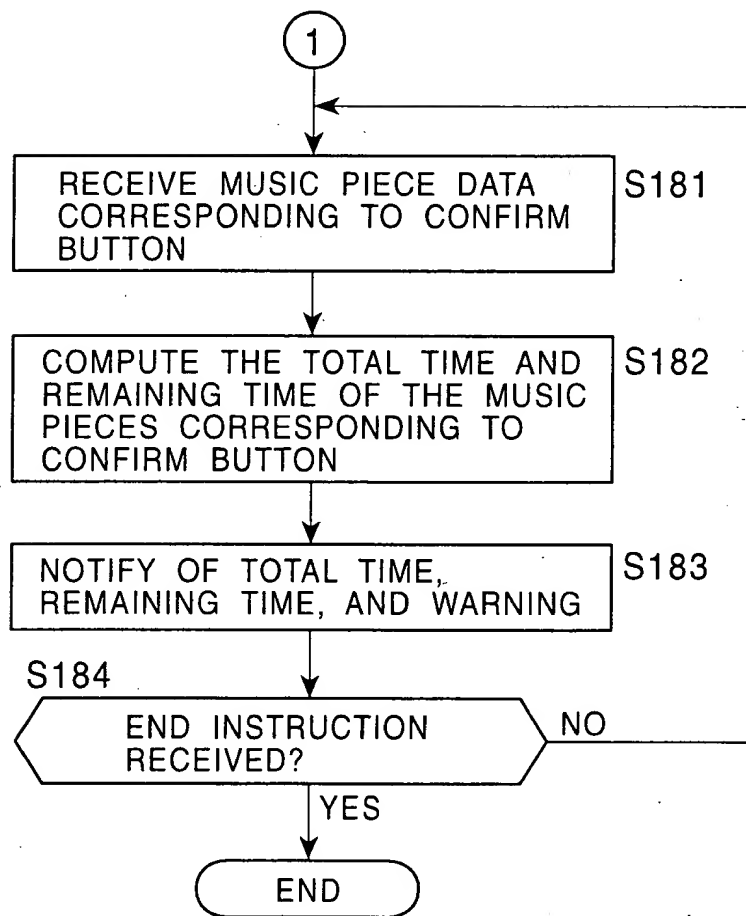 1
RECEIVE MUSIC PIECE DATA
CORRESPONDING TO CONFIRM
BUTTON
S181
COMPUTE THE TOTAL TIME AND
REMAINING TIME OF THE MUSIC
PIECES CORRESPONDING TO
CONFIRM BUTTON
S182
NOTIFY OF TOTAL TIME,
REMAINING TIME, AND WARNING
S183
S184
END INSTRUCTION
RECEIVED?
NO
YES
END